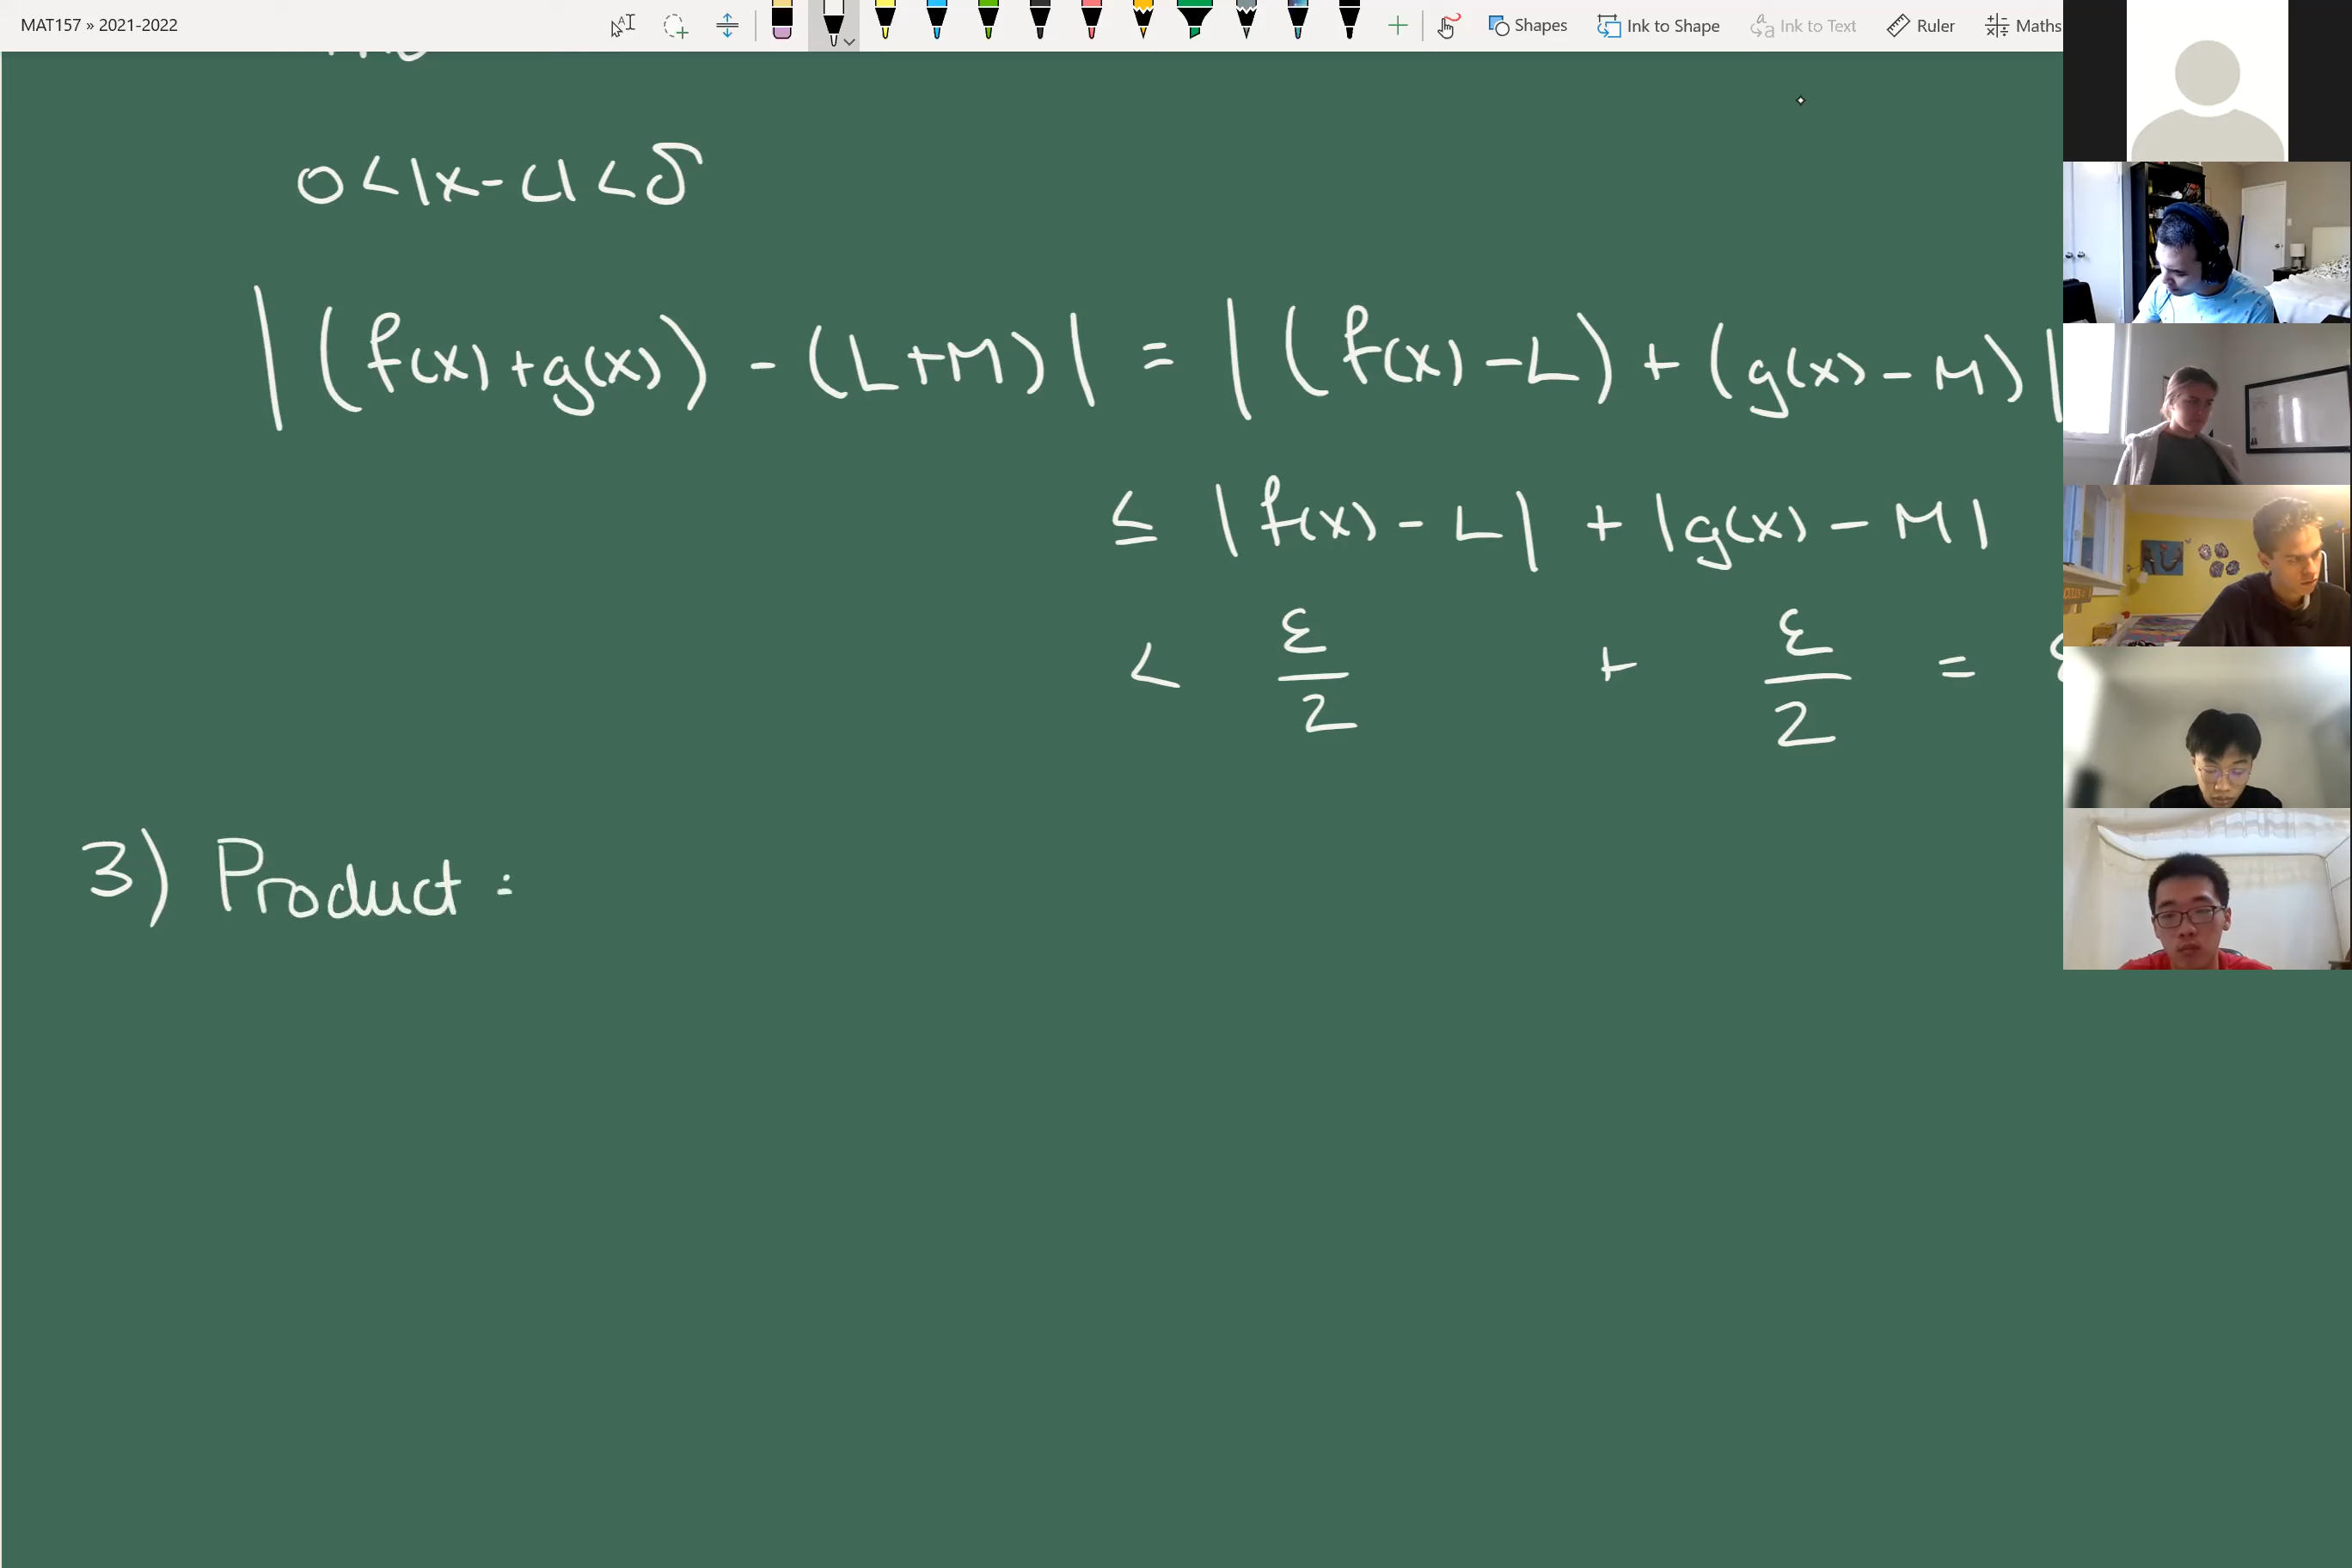 MAT157 » 2021-2022
Shapes Ink to Shape Ink to Text Ruler Maths
0<|x-c|<δ
|(f(x)+g(x)) - (L+M)| = |(f(x)-L)+(g(x)-M)|
≤ |f(x)-L| + |g(x)-M|
< ε/2 + ε/2 =
3) Product: